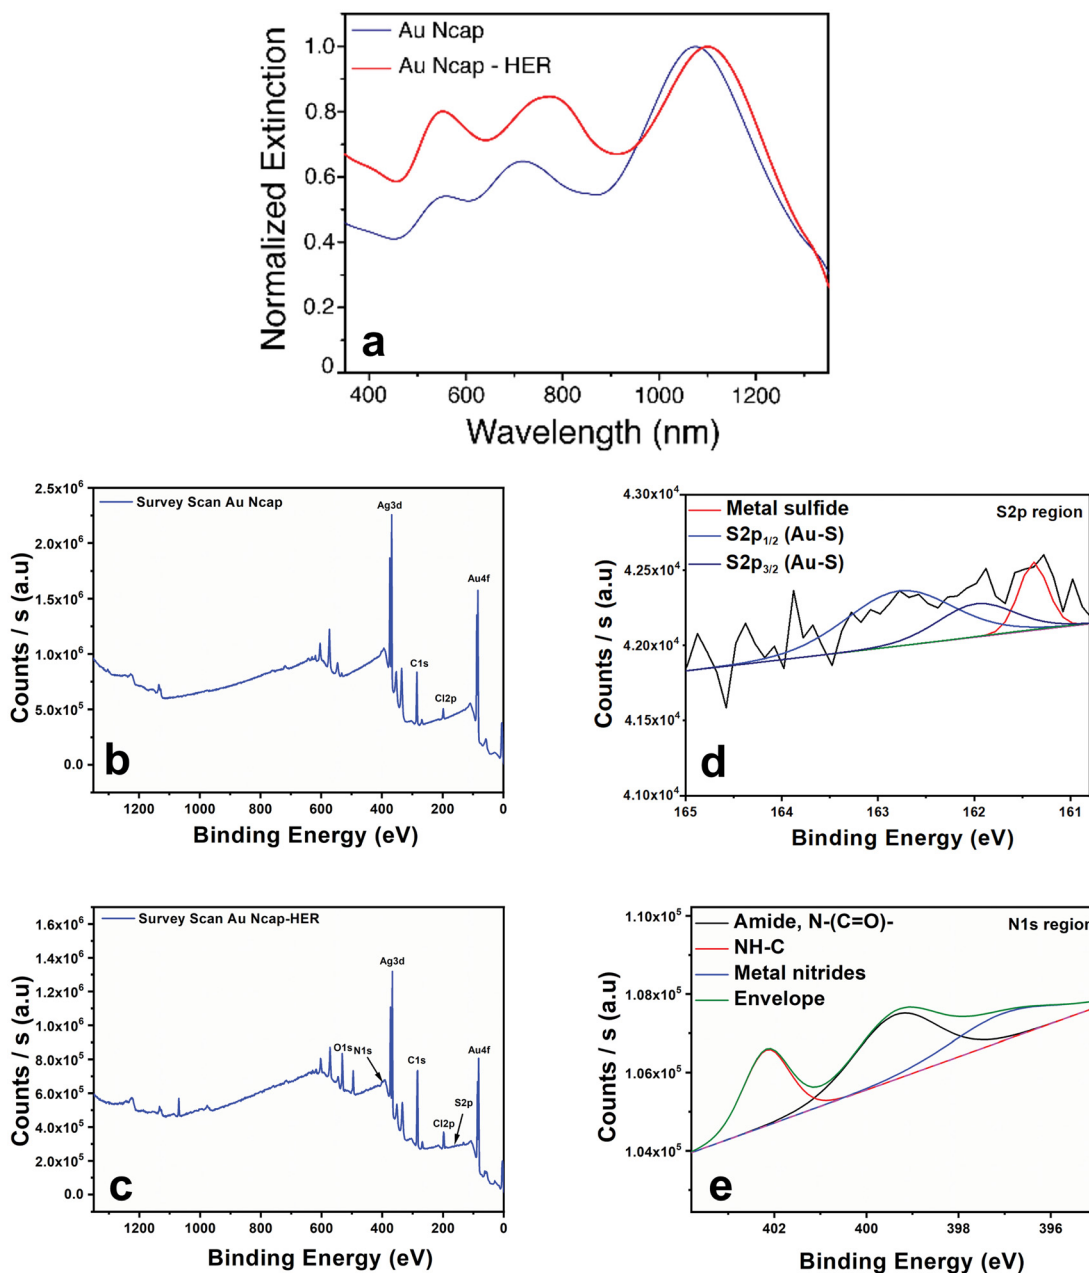 Au Ncap
Au Ncap - HER
1.0
0.8
0.6
0.4
0.2
0
Normalized Extinction
a
400 600 800 1000 1200
Wavelength (nm)
Survey Scan Au Ncap
2.5x10⁶
2.0x10⁶
1.5x10⁶
1.0x10⁶
5.0x10⁵
0.0
Counts / s (a.u)
Ag3d
Au4f
C1s
Cl2p
b
1200 1000 800 600 400 200 0
Binding Energy (eV)
Metal sulfide
S2p region
S2p₁/₂ (Au-S)
S2p₃/₂ (Au-S)
4.30x10⁴
4.25x10⁴
4.20x10⁴
4.15x10⁴
4.10x10⁴
Counts / s (a.u)
d
165 164 163 162 161
Binding Energy (eV)
Survey Scan Au Ncap-HER
1.6x10⁶
1.4x10⁶
1.2x10⁶
1.0x10⁶
8.0x10⁵
6.0x10⁵
4.0x10⁵
2.0x10⁵
0.0
Counts / s (a.u)
Ag3d
O1s
N1s
C1s
Au4f
S2p
Cl2p
c
1200 1000 800 600 400 200 0
Binding Energy (eV)
Amide, N-(C=O)-
N1s region
NH-C
Metal nitrides
Envelope
1.10x10⁵
1.08x10⁵
1.06x10⁵
1.04x10⁵
Counts / s (a.u)
e
402 400 398 396
Binding Energy (eV)